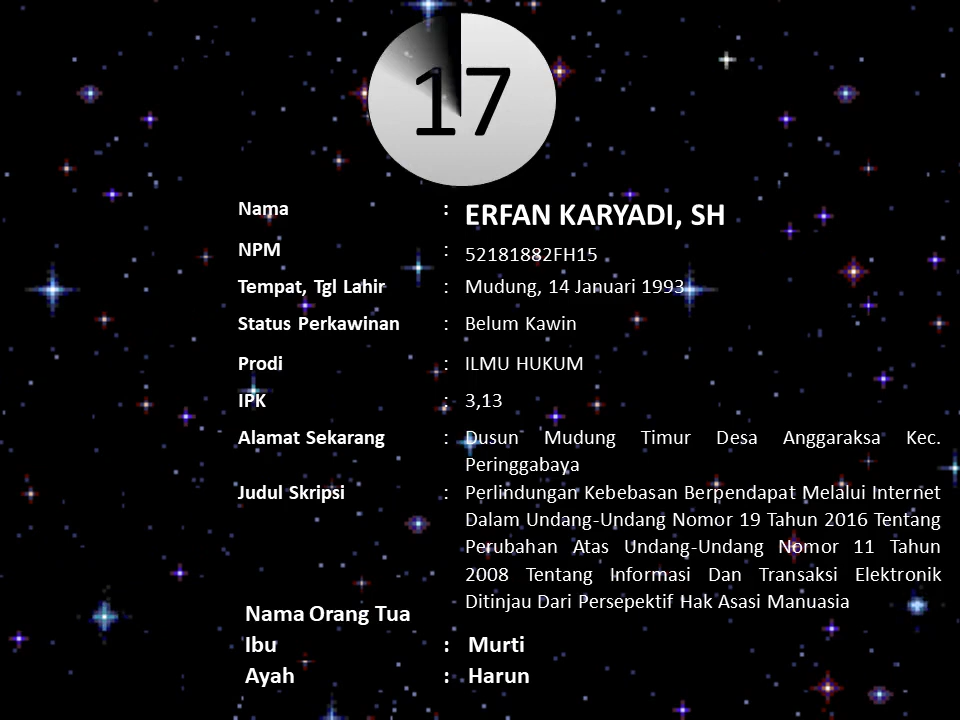 17
Nama : ERFAN KARYADI, SH
NPM : 52181882FH15
Tempat, Tgl Lahir : Mudung, 14 Januari 1993
Status Perkawinan : Belum Kawin
Prodi : ILMU HUKUM
IPK : 3,13
Alamat Sekarang : Dusun Mudung Timur Desa Anggaraksa Kec.
Peringgabaya
Judul Skripsi : Perlindungan Kebebasan Berpendapat Melalui Internet
Dalam Undang-Undang Nomor 19 Tahun 2016 Tentang
Perubahan Atas Undang-Undang Nomor 11 Tahun
2008 Tentang Informasi Dan Transaksi Elektronik
Ditinjau Dari Persepektif Hak Asasi Manuasia
Nama Orang Tua
Ibu : Murti
Ayah : Harun